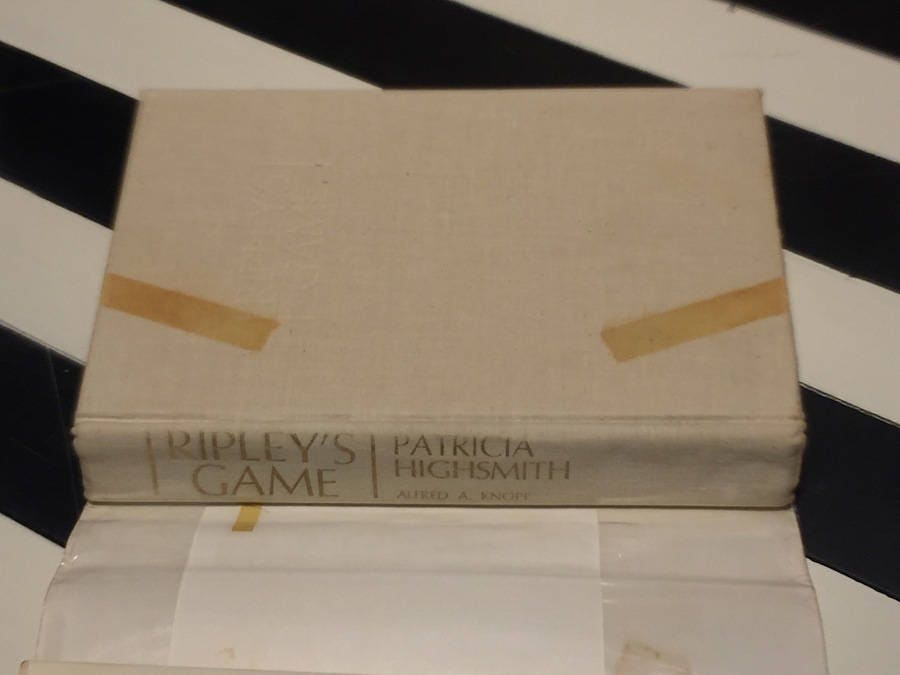 RIPLEY'S
GAME
PATRICIA
HIGHSMITH
ALFRED A. KNOPF